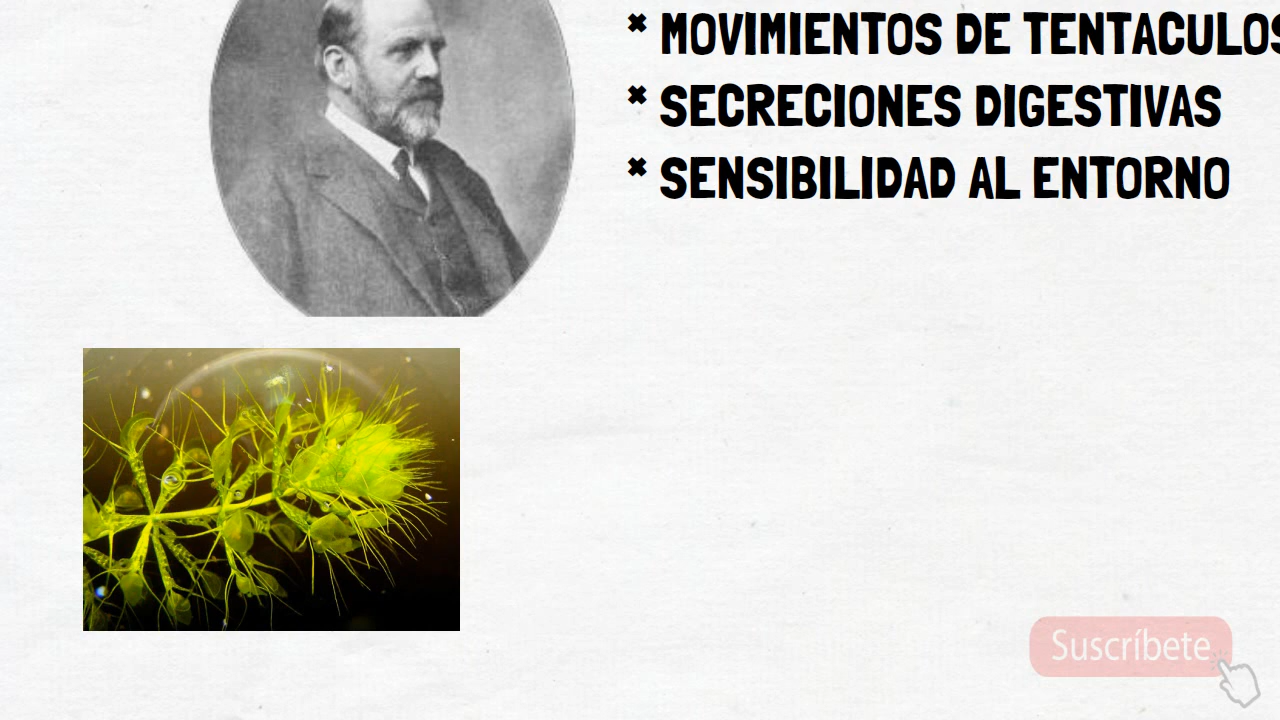 * MOVIMIENTOS DE TENTACULOS
* SECRECIONES DIGESTIVAS
* SENSIBILIDAD AL ENTORNO
Suscríbete